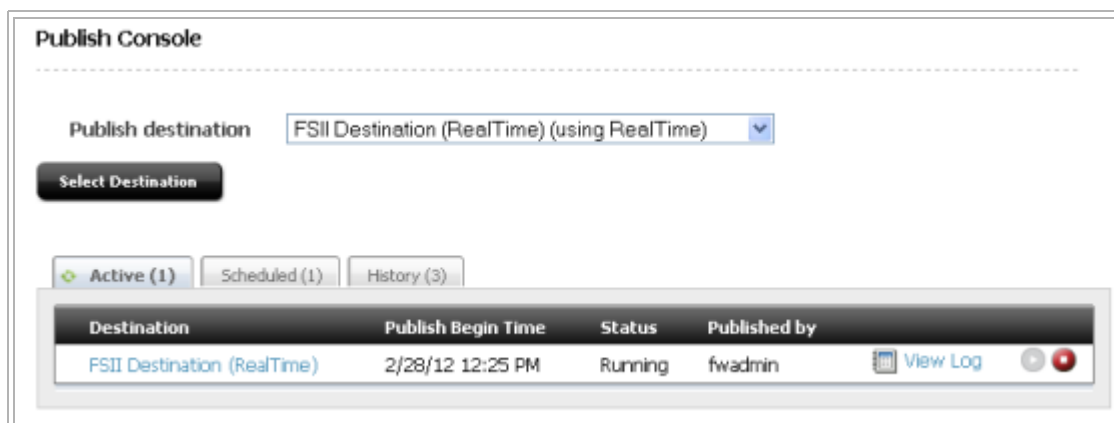 Publish Console
Publish destination FSII Destination (RealTime) (using RealTime)
Select Destination
Active (1) Scheduled (1) History (3)
Destination Publish Begin Time Status Published by
FSII Destination (RealTime) 2/28/12 12:25 PM Running fwadmin View Log